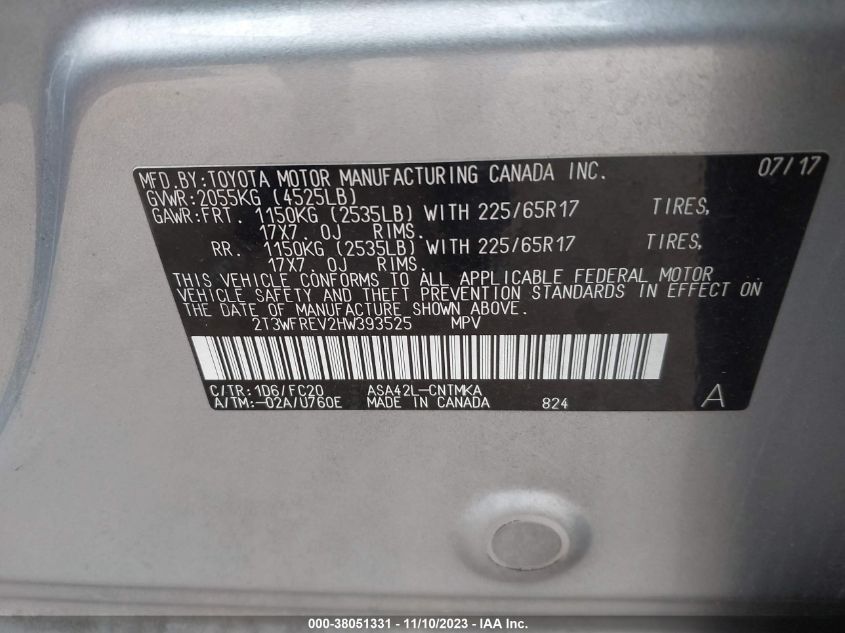 MFD.BY:TOYOTA MOTOR MANUFACTURING CANADA INC. 07/17
GVWR:2055KG (4525LB)
GAWR:FRT. 1150KG (2535LB) WITH 225/65R17 TIRES,
17X7. 0J RIMS.
RR. 1150KG (2535LB) WITH 225/65R17 TIRES,
17X7. 0J RIMS.
THIS VEHICLE CONFORMS TO ALL APPLICABLE FEDERAL MOTOR
VEHICLE SAFETY AND THEFT PREVENTION STANDARDS IN EFFECT ON
THE DATE OF MANUFACTURE SHOWN ABOVE.
2T3WFREV2HW393525 MPV
C/TR:1D6/FC20 ASA42L-CNTMKA
A/TM:-02A/U760E MADE IN CANADA 824 A
000-38051331 - 11/10/2023 - IAA Inc.